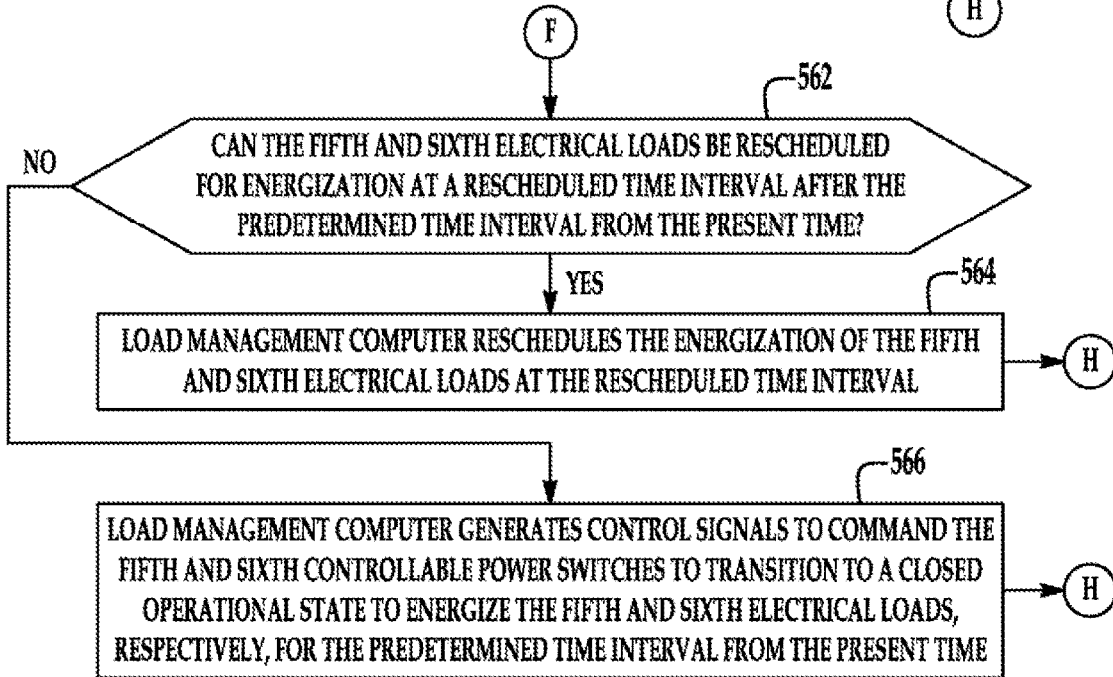 H
F
562
CAN THE FIFTH AND SIXTH ELECTRICAL LOADS BE RESCHEDULED
FOR ENERGIZATION AT A RESCHEDULED TIME INTERVAL AFTER THE
PREDETERMINED TIME INTERVAL FROM THE PRESENT TIME?
NO
YES
564
LOAD MANAGEMENT COMPUTER RESCHEDULES THE ENERGIZATION OF THE FIFTH
AND SIXTH ELECTRICAL LOADS AT THE RESCHEDULED TIME INTERVAL
H
566
LOAD MANAGEMENT COMPUTER GENERATES CONTROL SIGNALS TO COMMAND THE
FIFTH AND SIXTH CONTROLLABLE POWER SWITCHES TO TRANSITION TO A CLOSED
OPERATIONAL STATE TO ENERGIZE THE FIFTH AND SIXTH ELECTRICAL LOADS,
RESPECTIVELY, FOR THE PREDETERMINED TIME INTERVAL FROM THE PRESENT TIME
H